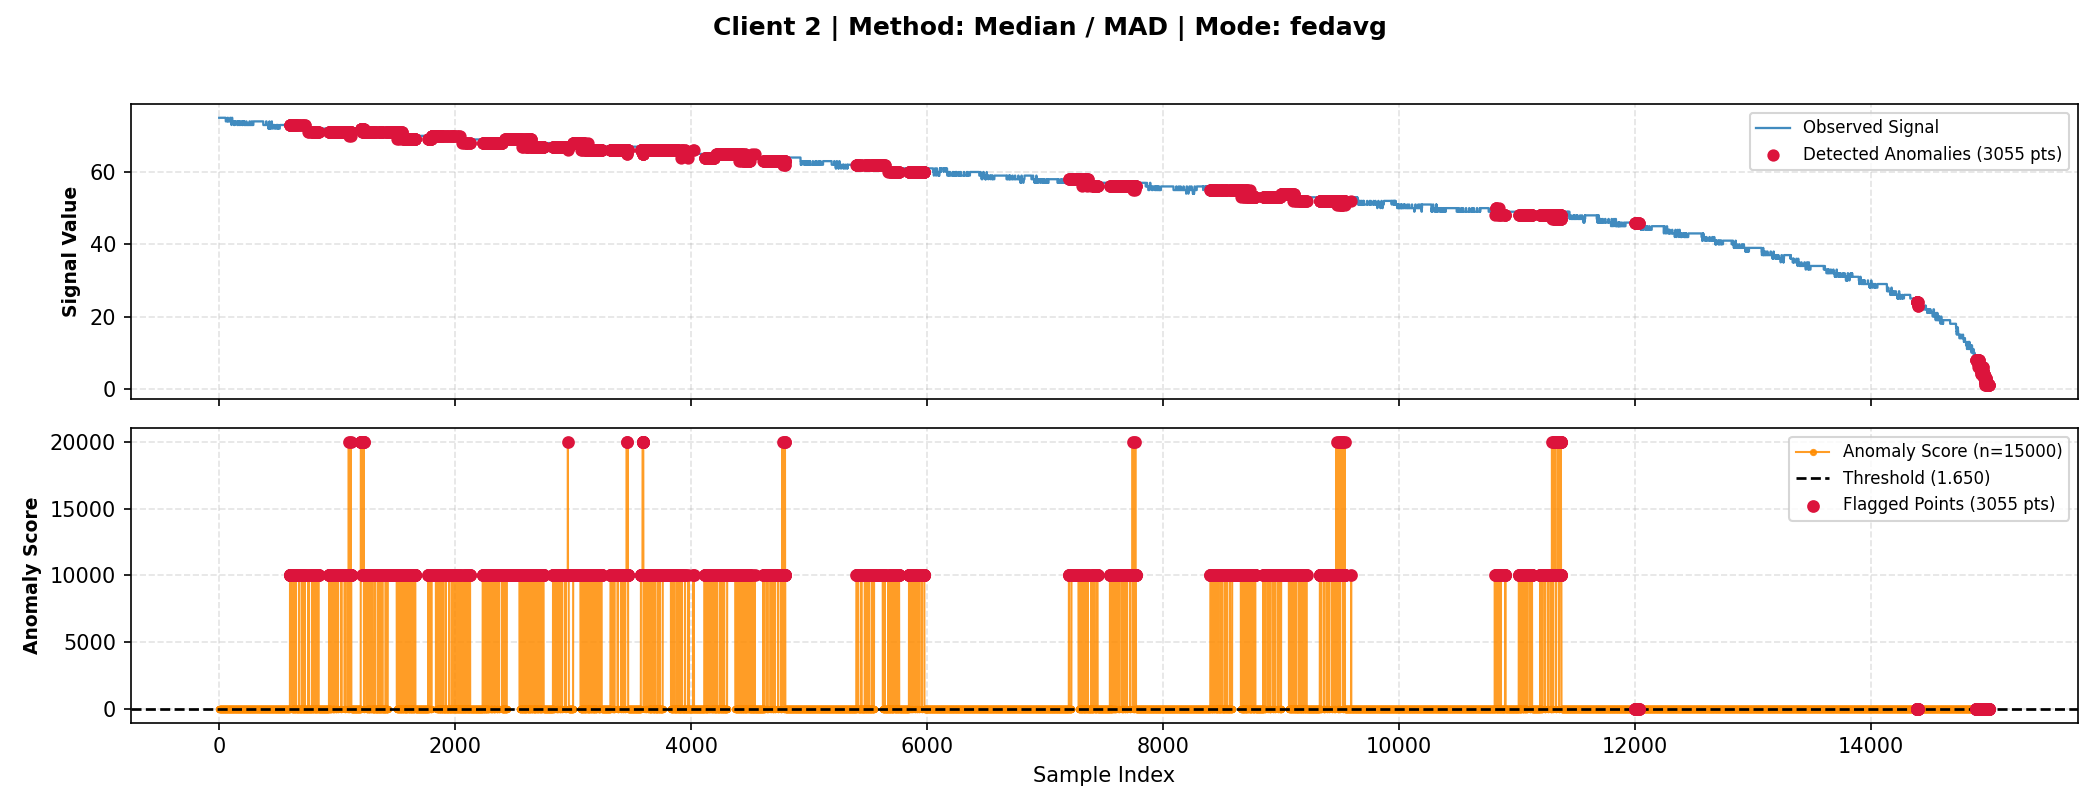 Client 2 | Method: Median / MAD | Mode: fedavg
Signal Value
60
40
20
0
Observed Signal
Detected Anomalies (3055 pts)
Anomaly Score
20000
15000
10000
5000
0
Anomaly Score (n=15000)
Threshold (1.650)
Flagged Points (3055 pts)
0 2000 4000 6000 8000 10000 12000 14000
Sample Index